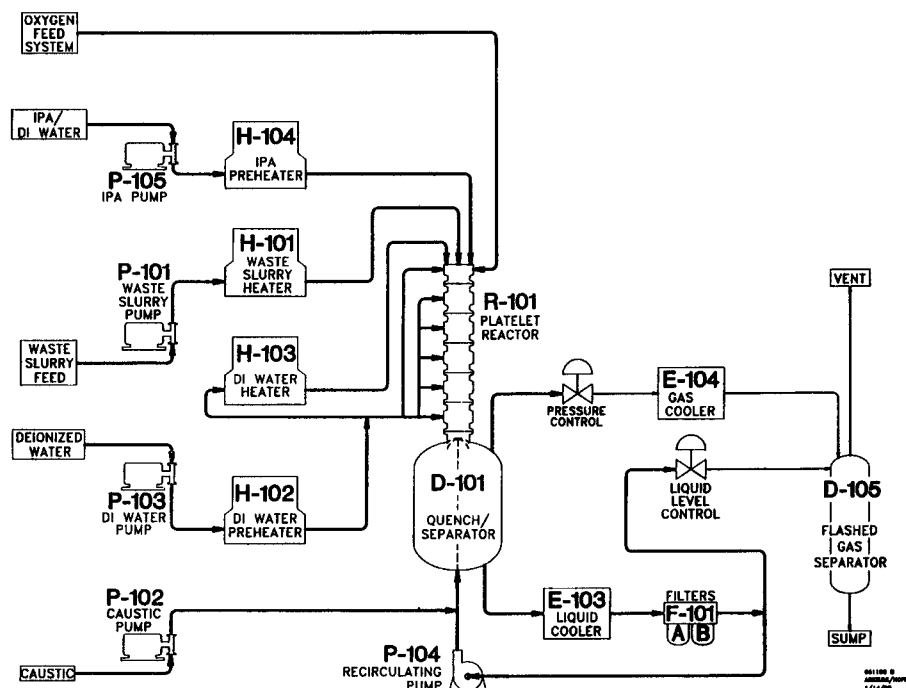 OXYGEN
FEED
SYSTEM
IPA/
DI WATER
P-105
IPA PUMP
H-104
IPA
PREHEATER
P-101
WASTE
SLURRY
PUMP
H-101
WASTE
SLURRY
HEATER
WASTE
SLURRY
FEED
H-103
DI WATER
HEATER
R-101
PLATELET
REACTOR
DEIONIZED
WATER
P-103
DI WATER
PUMP
H-102
DI WATER
PREHEATER
D-101
QUENCH/
SEPARATOR
PRESSURE
CONTROL
E-104
GAS
COOLER
LIQUID
LEVEL
CONTROL
VENT
D-105
FLASHED
GAS
SEPARATOR
SUMP
P-102
CAUSTIC
PUMP
CAUSTIC
P-104
RECIRCULATING
PUMP
E-103
LIQUID
COOLER
FILTERS
F-101
A B